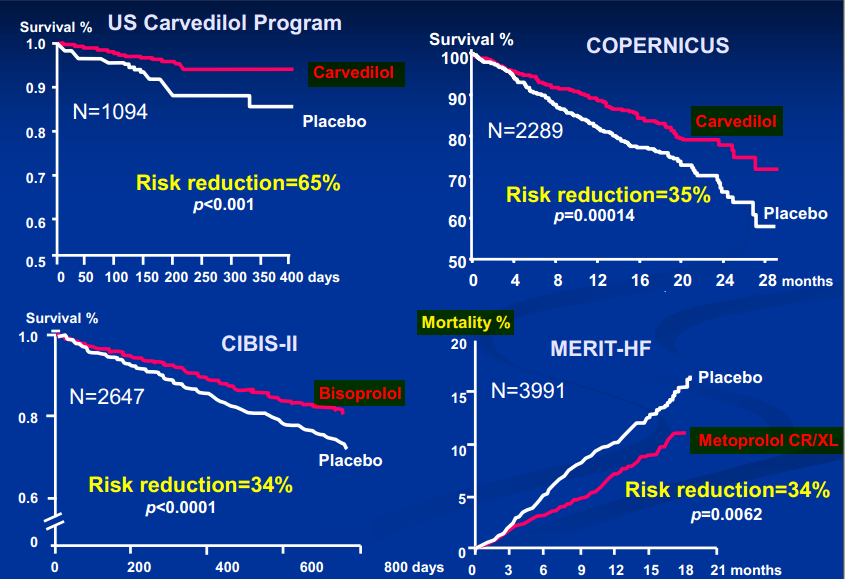 US Carvedilol Program
Survival %
1.0
0.9
0.8
0.7
0.6
0.5
N=1094
Carvedilol
Placebo
Risk reduction=65%
p<0.001
0 50 100 150 200 250 300 350 400 days
COPERNICUS
Survival %
100
90
80
70
60
50
N=2289
Carvedilol
Placebo
Risk reduction=35%
p=0.00014
0 4 8 12 16 20 24 28 months
CIBIS-II
Survival %
1.0
0.8
0.6
0
N=2647
Bisoprolol
Placebo
Risk reduction=34%
p<0.0001
0 200 400 600 800 days
MERIT-HF
Mortality %
20
15
10
5
0
N=3991
Placebo
Metoprolol CR/XL
Risk reduction=34%
p=0.0062
0 3 6 9 12 15 18 21 months